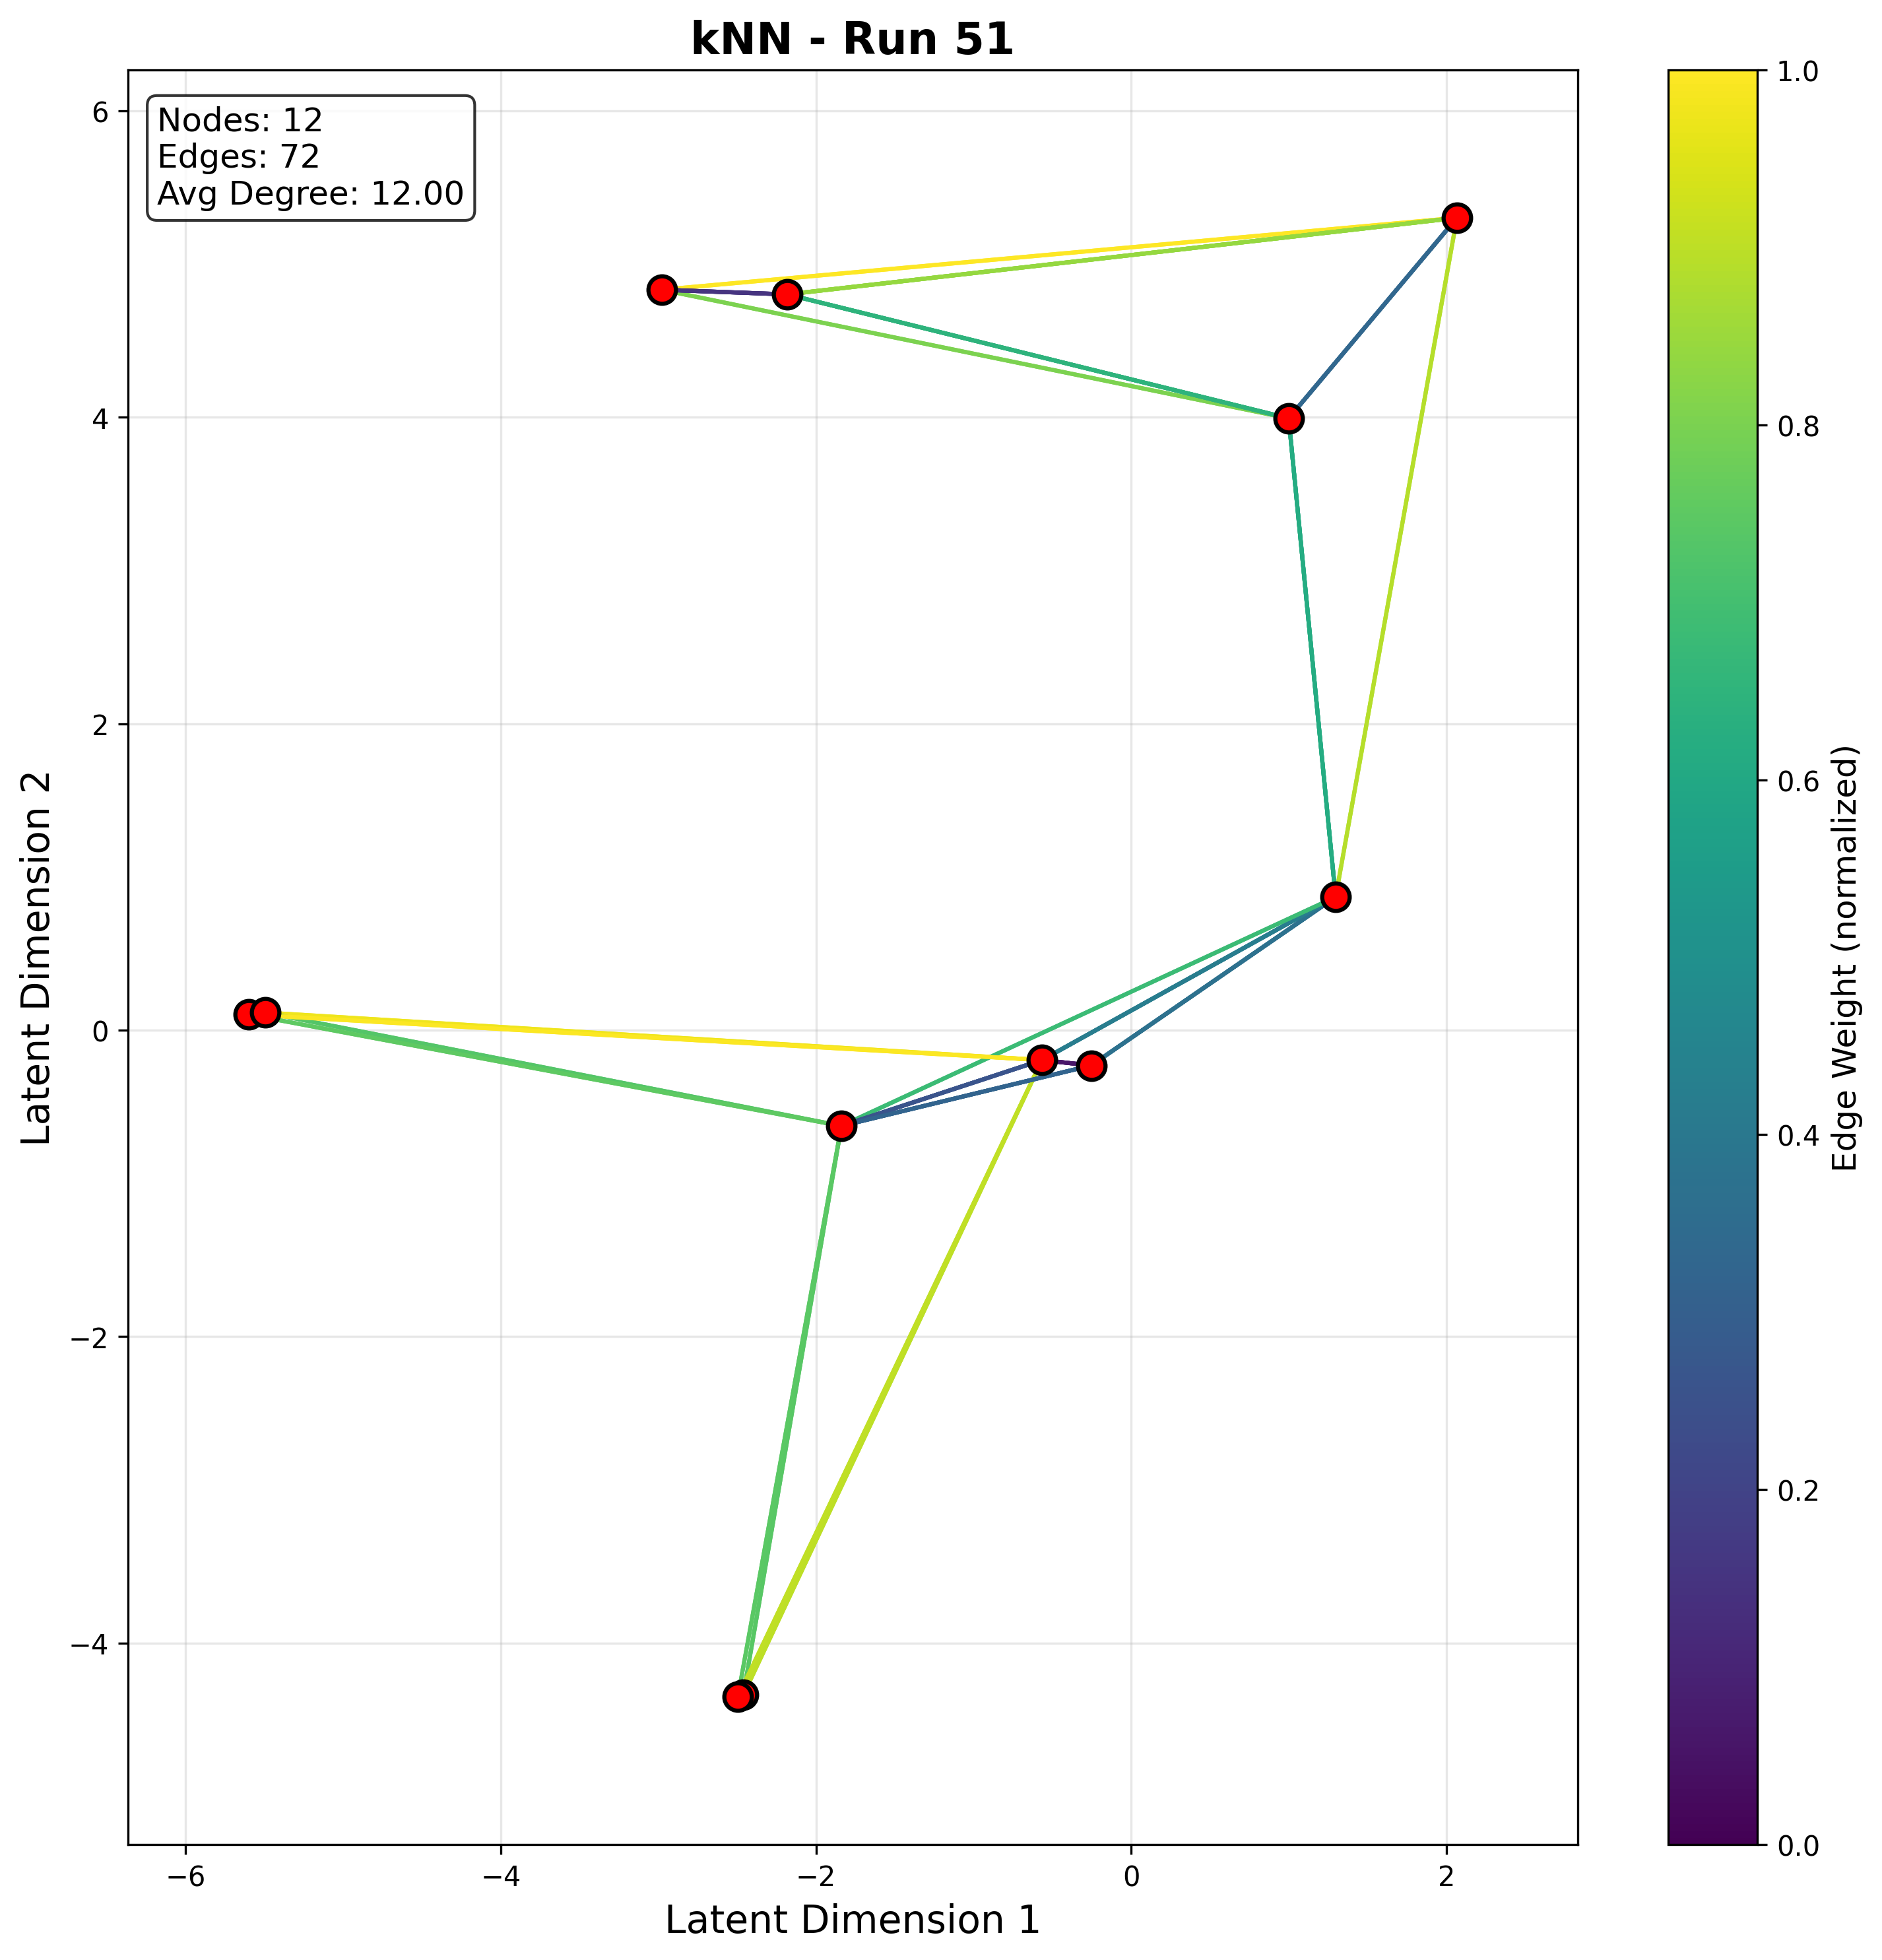 kNN - Run 51
Nodes: 12
Edges: 72
Avg Degree: 12.00
6
4
2
0
−2
−4
−6
−4
−2
0
2
Latent Dimension 1
Latent Dimension 2
1.0
0.8
0.6
0.4
0.2
0.0
Edge Weight (normalized)